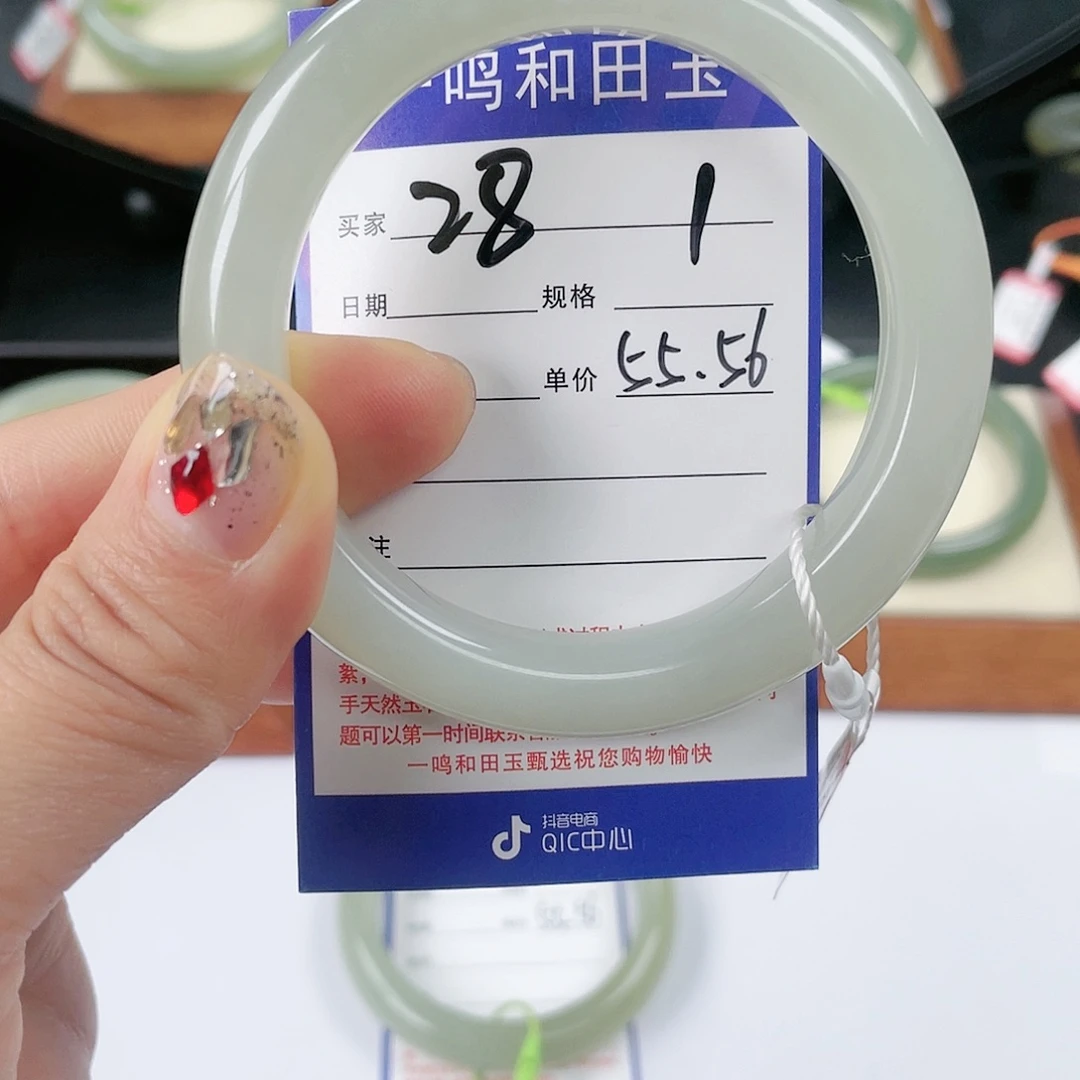 鸣和田玉
买家 28 1
日期 规格
单价 55.56
注
絮，
手天然玉
题可以第一时间联系
一鸣和田玉甄选祝您购物愉快
抖音电商
QIC中心